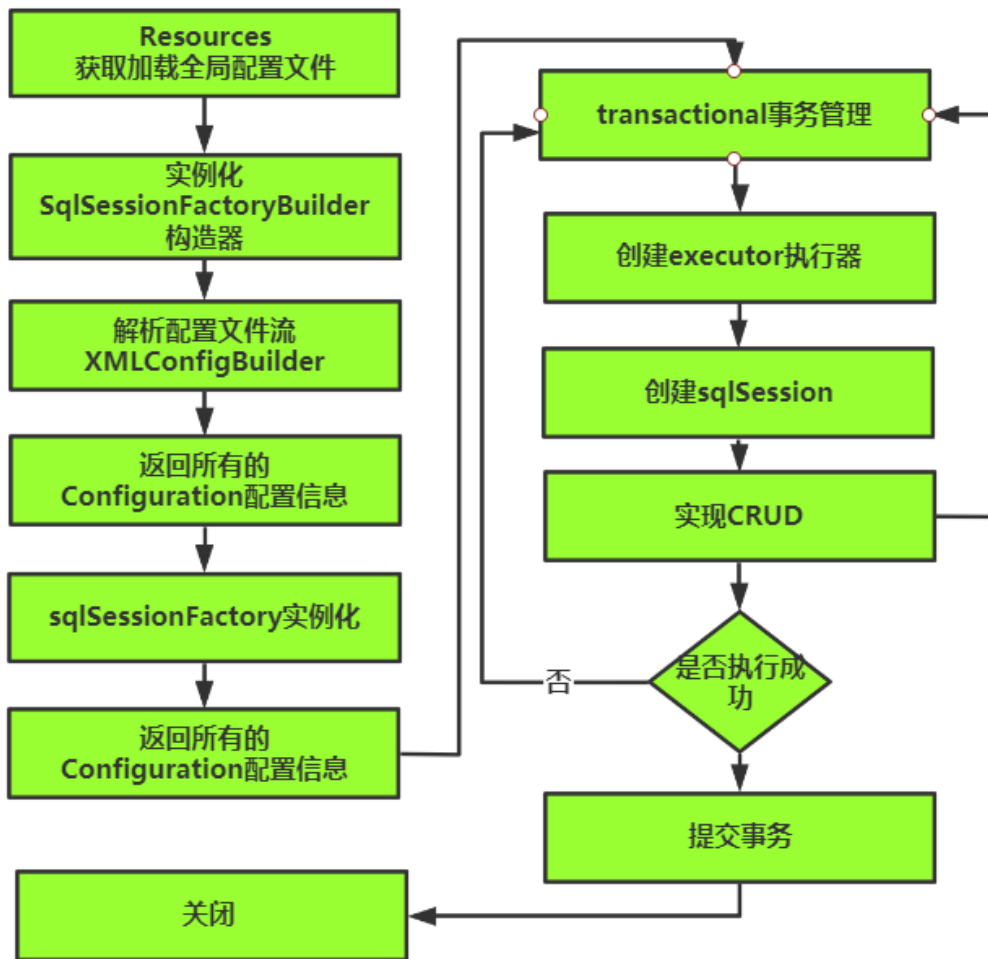 Resources
获取加载全局配置文件
实例化
SqlSessionFactoryBuilder
构造器
解析配置文件流
XMLConfigBuilder
返回所有的
Configuration配置信息
sqlSessionFactory实例化
返回所有的
Configuration配置信息
transactional事务管理
创建executor执行器
创建sqlSession
实现CRUD
是否执行成
功
否
提交事务
关闭